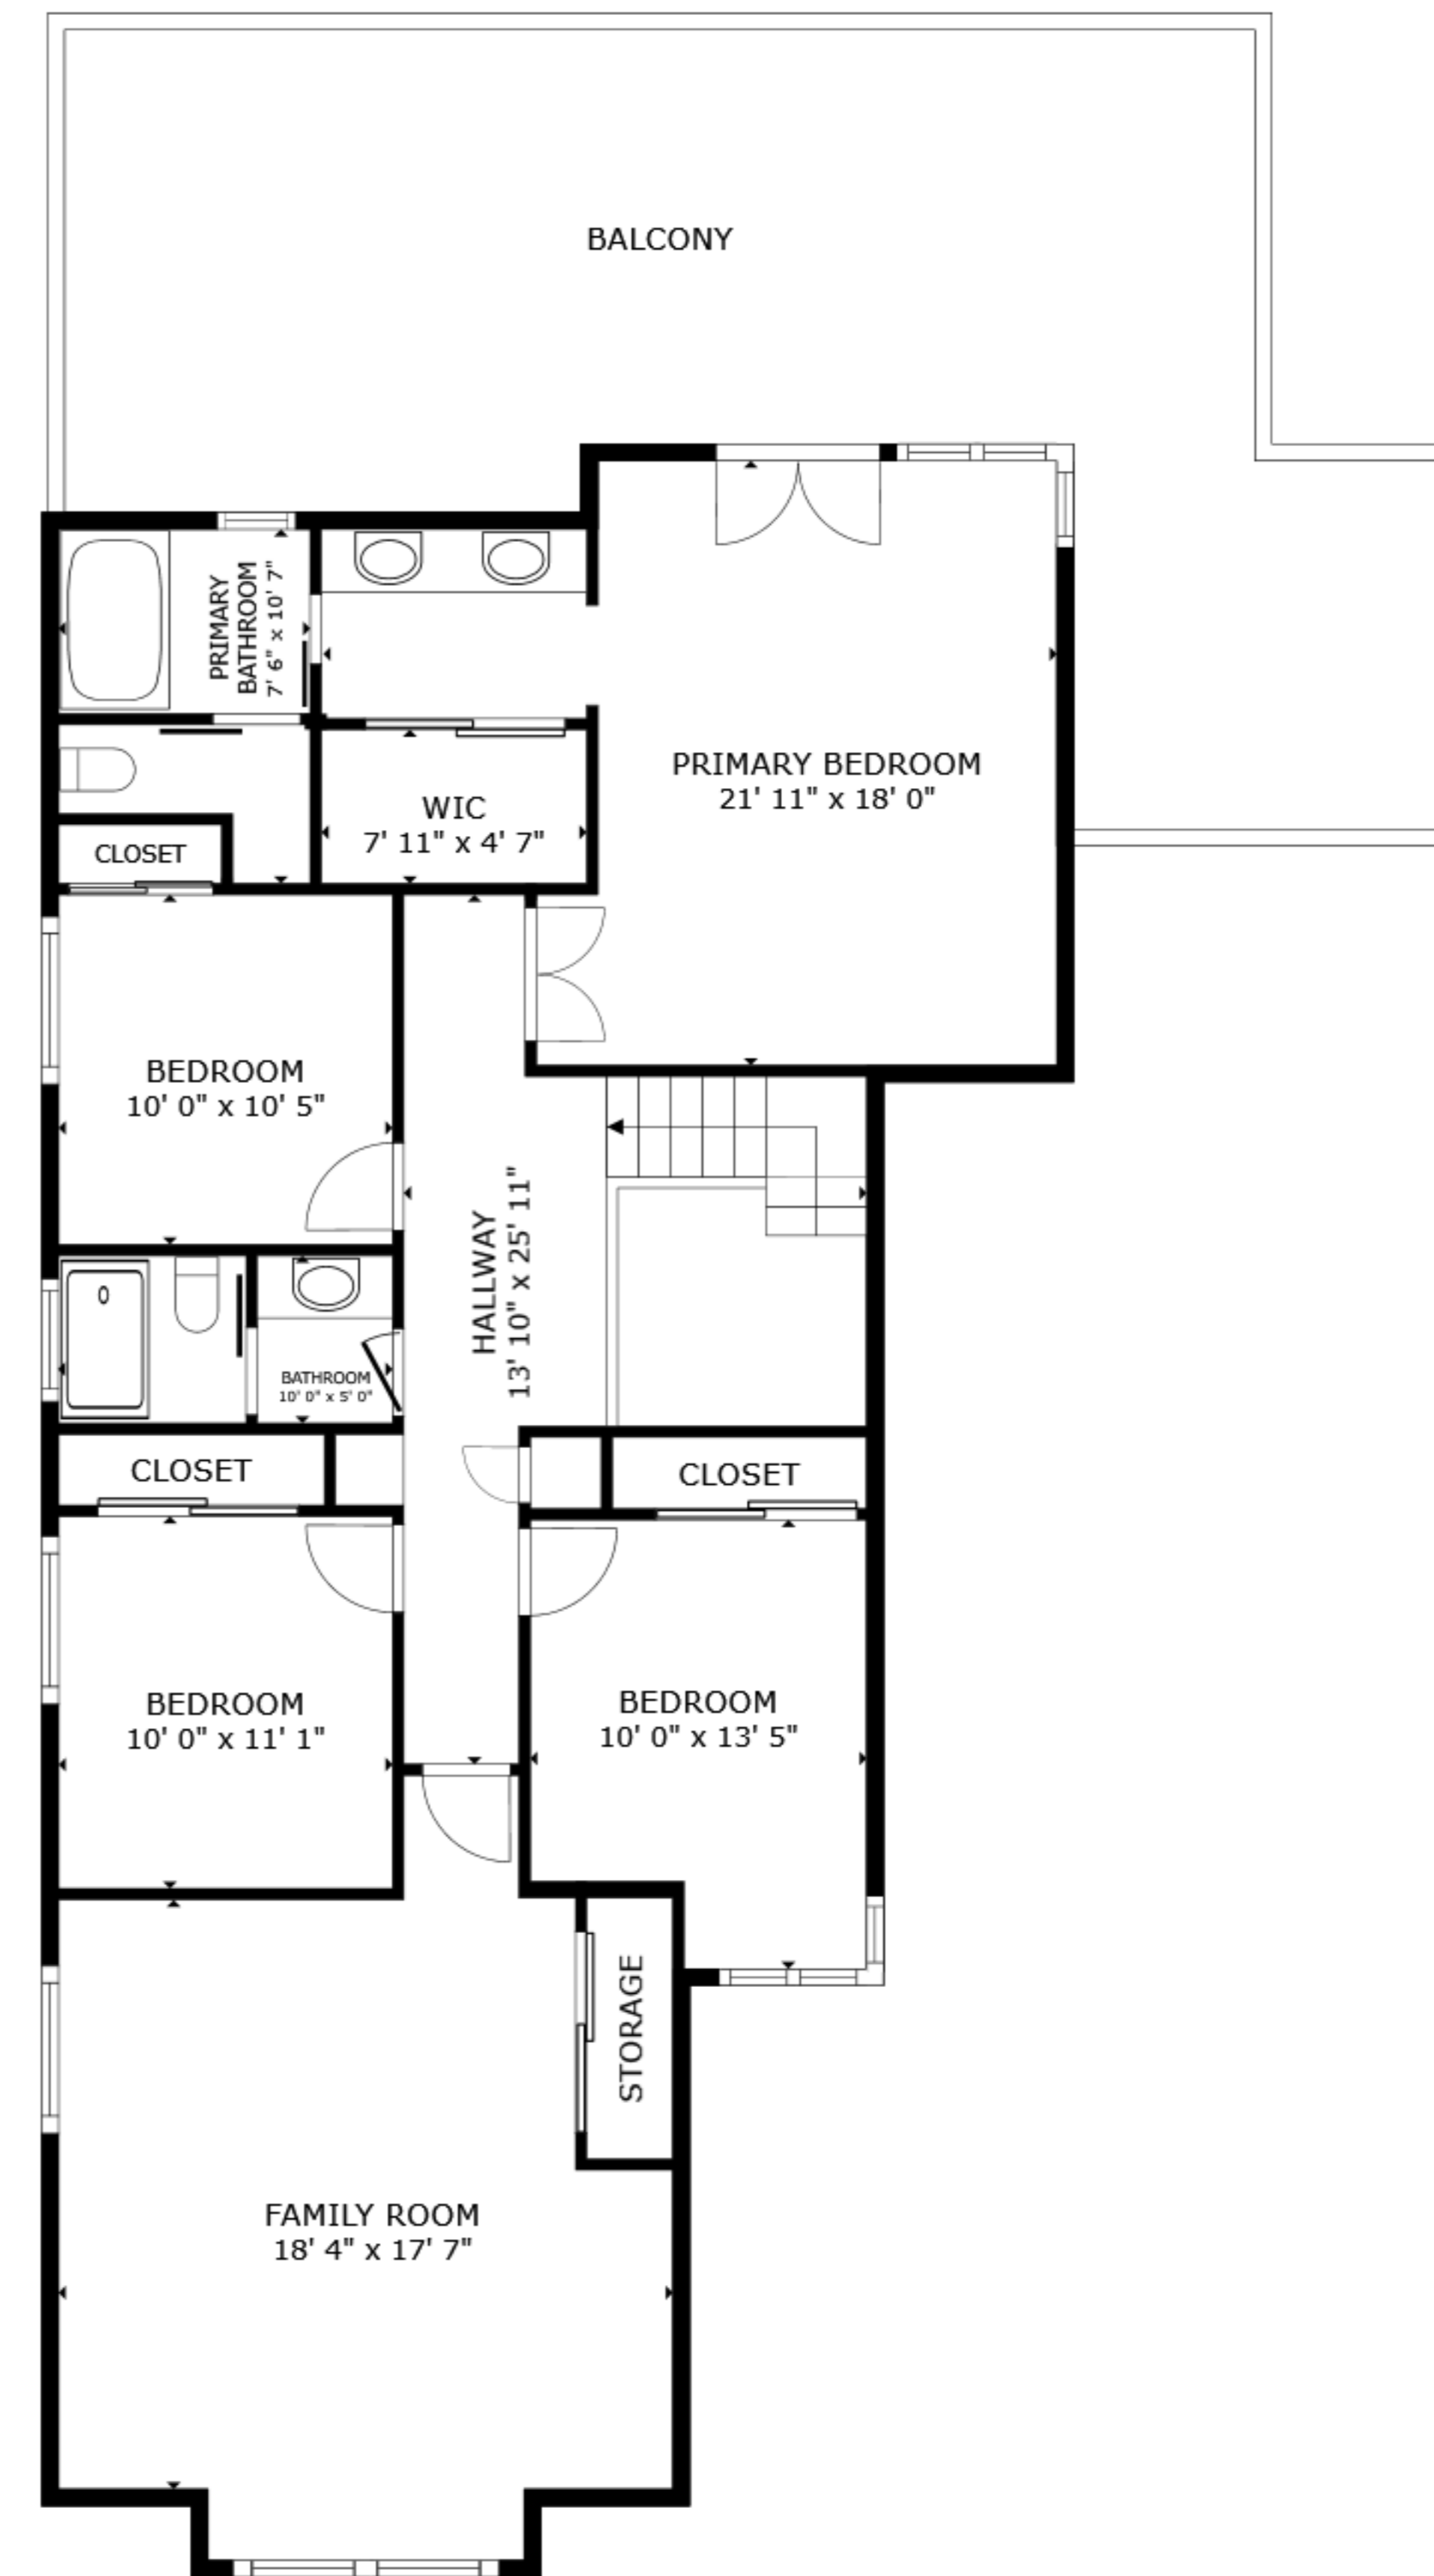 BALCONY
PRIMARY
BATHROOM
7' 6" x 10' 7"
PRIMARY BEDROOM
21' 11" x 18' 0"
WIC
7' 11" x 4' 7"
CLOSET
BEDROOM
10' 0" x 10' 5"
HALLWAY
13' 10" x 25' 11"
BATHROOM
10' 0" x 5' 0"
CLOSET
CLOSET
BEDROOM
10' 0" x 11' 1"
BEDROOM
10' 0" x 13' 5"
STORAGE
FAMILY ROOM
18' 4" x 17' 7"